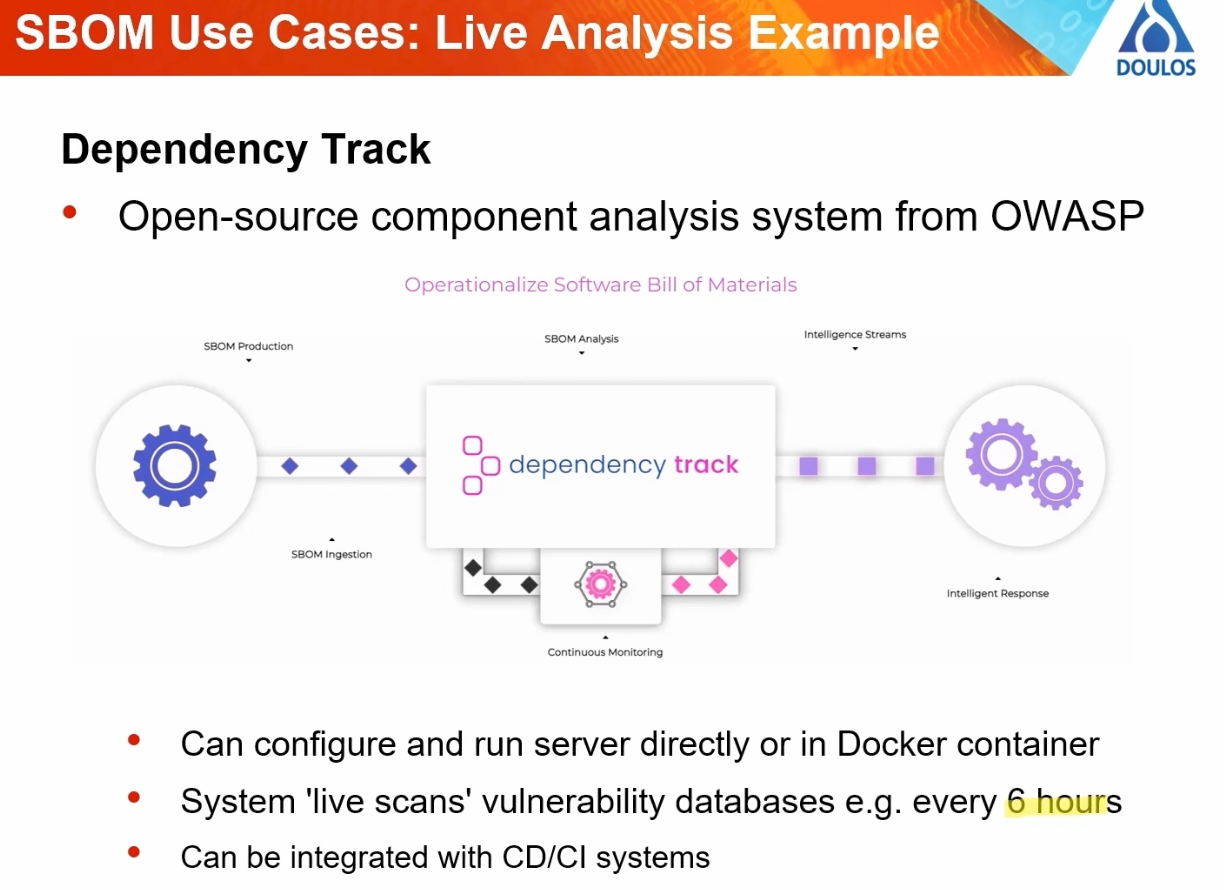 SBOM Use Cases: Live Analysis Example
DOULOS
Dependency Track
• Open-source component analysis system from OWASP
Operationalize Software Bill of Materials
SBOM Production
SBOM Analysis
Intelligence Streams
dependency track
SBOM Ingestion
Intelligent Response
Continuous Monitoring
• Can configure and run server directly or in Docker container
• System 'live scans' vulnerability databases e.g. every 6 hours
• Can be integrated with CD/CI systems